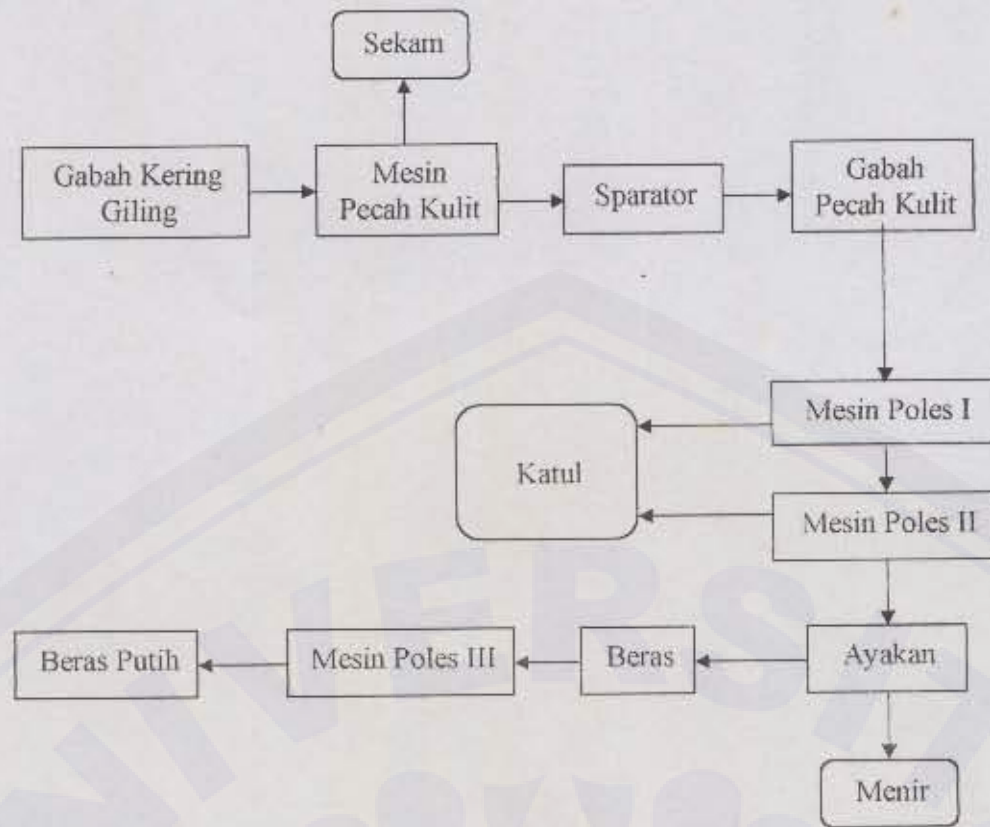 Sekam
Gabah Kering
Giling
Mesin
Pecah Kulit
Sparator
Gabah
Pecah Kulit
Mesin Poles I
Katul
Mesin Poles II
Beras Putih
Mesin Poles III
Beras
Ayakan
Menir
UNIVERSIT